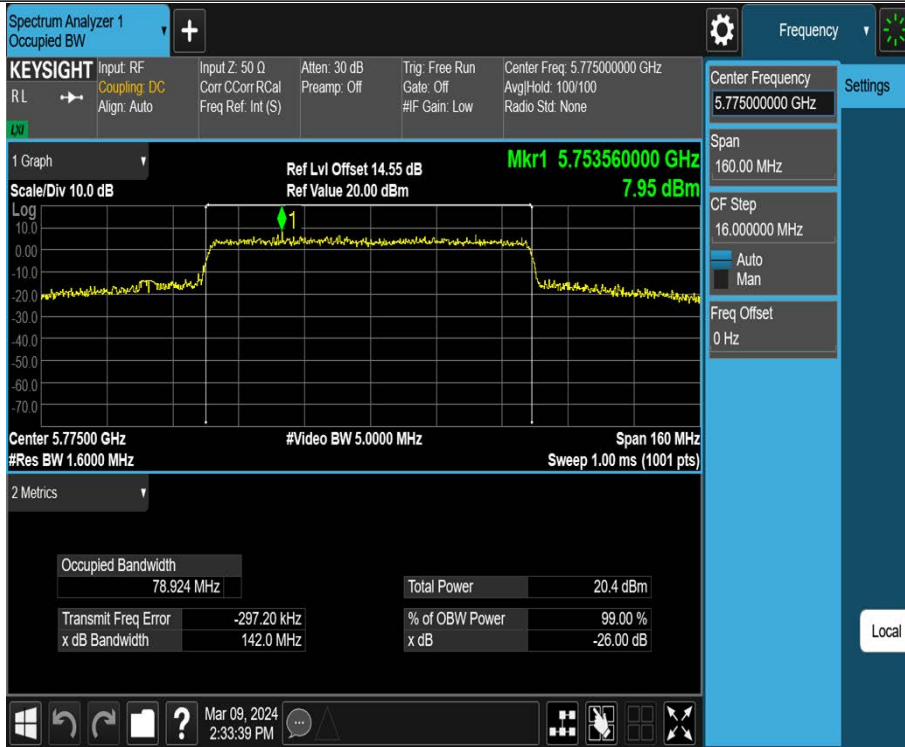 Spectrum Analyzer 1
Occupied BW
+
Frequency
KEYSIGHT
R L
LXI
Input: RF
Coupling: DC
Align: Auto
Input Z: 50 Ω
Corr CCorr RCal
Freq Ref: Int (S)
Atten: 30 dB
Preamp: Off
Trig: Free Run
Gate: Off
#IF Gain: Low
Center Freq: 5.775000000 GHz
Avg|Hold: 100/100
Radio Std: None
Center Frequency
5.775000000 GHz
Settings
Span
160.00 MHz
CF Step
16.000000 MHz
Auto
Man
Freq Offset
0 Hz
1 Graph
Scale/Div 10.0 dB
Ref Lvl Offset 14.55 dB
Ref Value 20.00 dBm
Mkr1 5.753560000 GHz
7.95 dBm
Log
10.0
0.00
-10.0
-20.0
-30.0
-40.0
-50.0
-60.0
-70.0
1
Center 5.77500 GHz
#Res BW 1.6000 MHz
#Video BW 5.0000 MHz
Span 160 MHz
Sweep 1.00 ms (1001 pts)
2 Metrics
Occupied Bandwidth
78.924 MHz
Total Power 20.4 dBm
Transmit Freq Error -297.20 kHz
% of OBW Power 99.00 %
x dB Bandwidth 142.0 MHz
x dB -26.00 dB
Local
?
Mar 09, 2024
2:33:39 PM